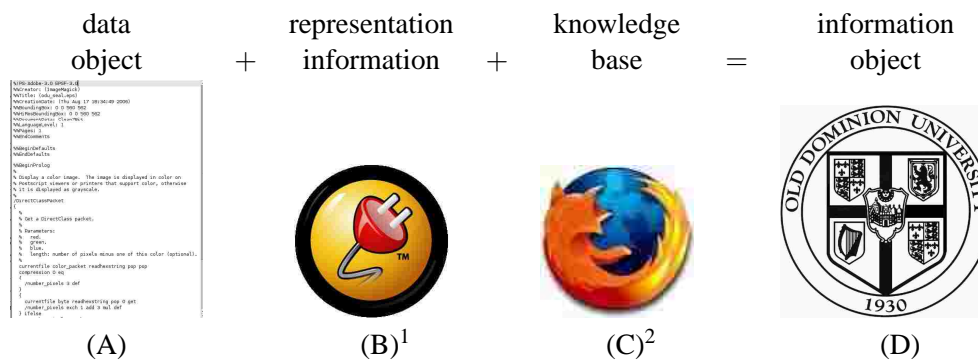 data representation knowledge information
object + information + base = object
%!PS-Adobe-3.0 EPSF-3.0
%%Creator: (ImageMagick)
%%Title: (odu_seal.eps)
%%CreationDate: (Thu Aug 17 16:34:49 2006)
%%BoundingBox: 0 0 502 502
%%HiResBoundingBox: 0 0 502 502
%%LanguageLevel: 1
%%Pages: 1
%%EndComments
%%BeginDefaults
%%EndDefaults
%%BeginProlog
%
% Display a color image. The image is displayed in color on
% Postscript viewers or printers that support color, otherwise
% it is displayed as grayscale.
%
/DirectClassPacket
{
%
% Get a DirectClass packet.
%
% Parameters:
% red.
% green.
% blue.
% length: number of pixels minus one of this color (optional).
%
currentfile color_packet readhexstring pop pop
compression 0 eq
{
/number_pixels 3 def
}
{
currentfile byte readhexstring pop 0 get
/number_pixels exch 1 add 3 mul def
} ifelse
TM
OLD DOMINION UNIVERSITY
1930
(A) (B)1 (C)2 (D)